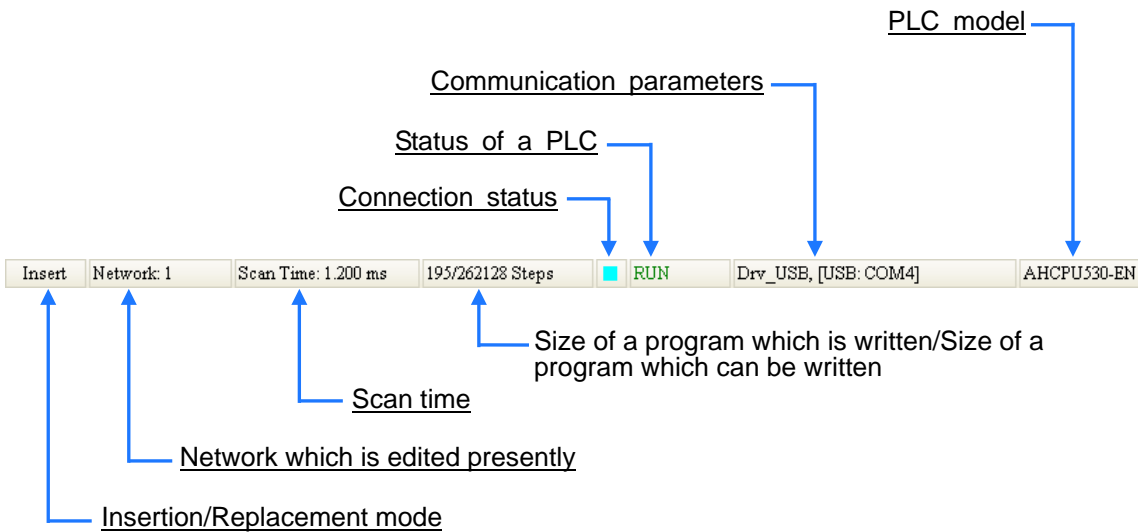 PLC model
Communication parameters
Status of a PLC
Connection status
Insert Network: 1 Scan Time: 1.200 ms 195/262128 Steps RUN Drv_USB, [USB: COM4] AHCPU530-EN
Size of a program which is written/Size of a
program which can be written
Scan time
Network which is edited presently
Insertion/Replacement mode